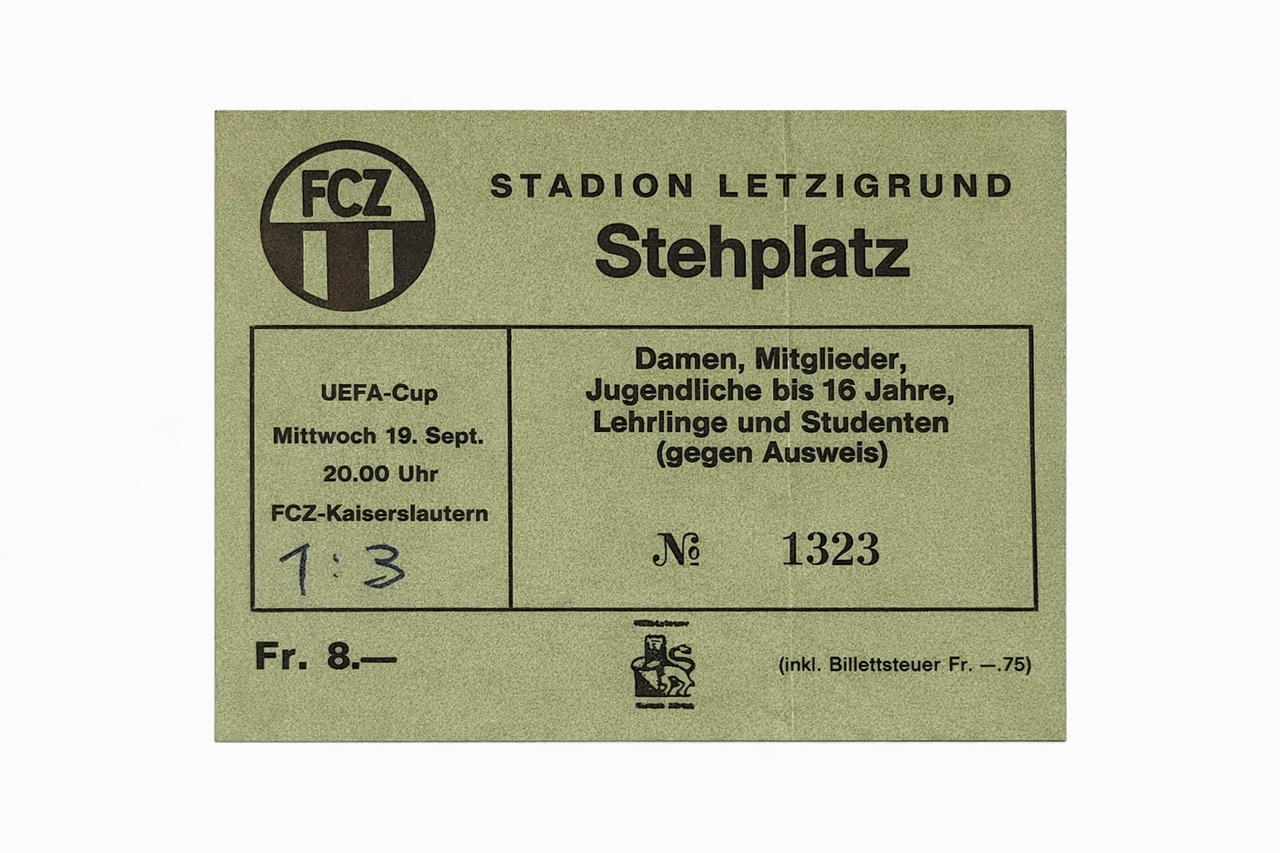 FCZ
STADION LETZIGRUND
Stehplatz
UEFA-Cup
Mittwoch 19. Sept.
20.00 Uhr
FCZ-Kaiserslautern
1:3
Damen, Mitglieder,
Jugendliche bis 16 Jahre,
Lehrlinge und Studenten
(gegen Ausweis)
№ 1323
Fr. 8.—
(inkl. Billettsteuer Fr. —.75)